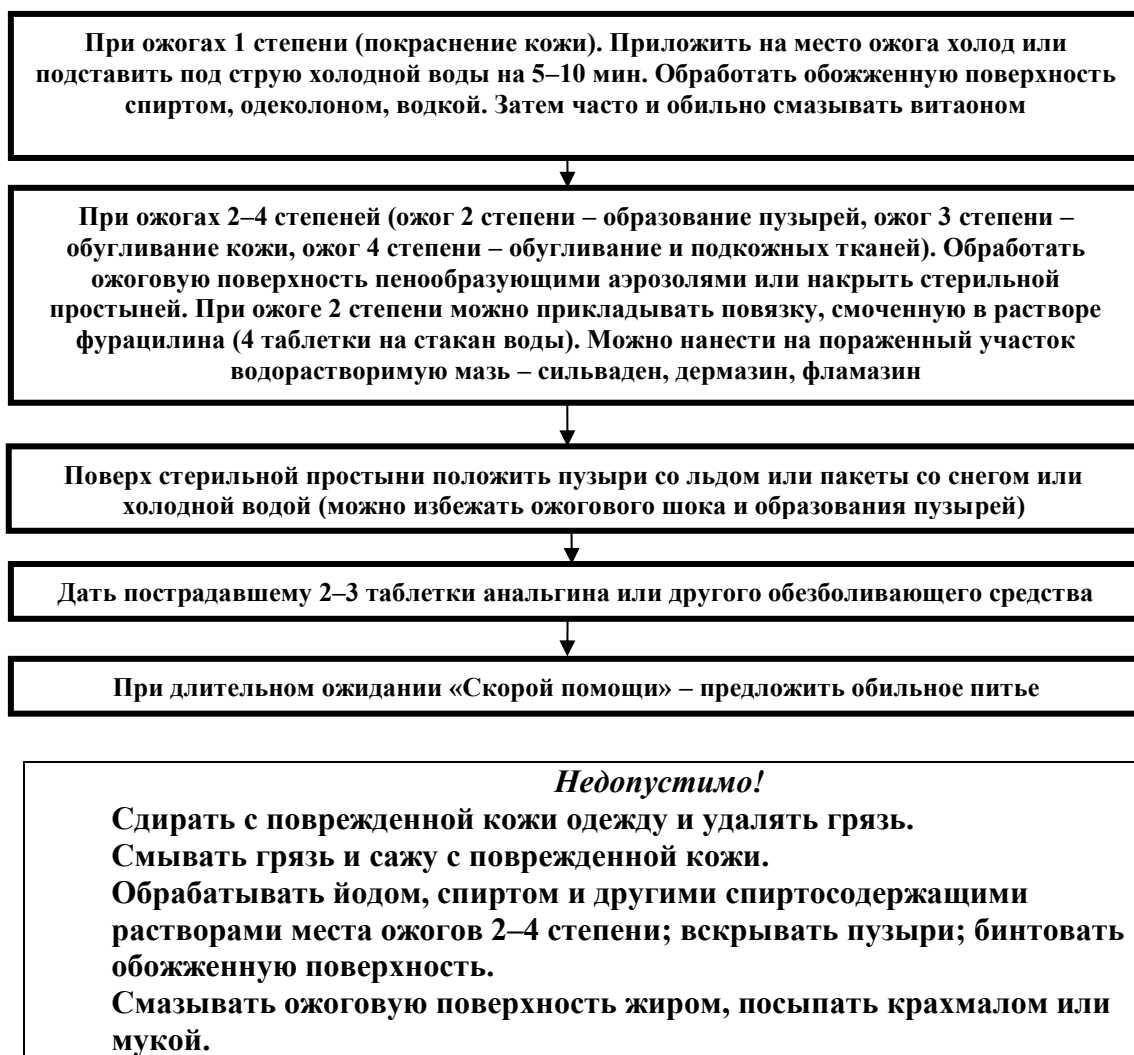 При ожогах 1 степени (покраснение кожи). Приложить на место ожога холод или
подставить под струю холодной воды на 5–10 мин. Обработать обожженную поверхность
спиртом, одеколоном, водкой. Затем часто и обильно смазывать витаоном
При ожогах 2–4 степеней (ожог 2 степени – образование пузырей, ожог 3 степени –
обугливание кожи, ожог 4 степени – обугливание и подкожных тканей). Обработать
ожоговую поверхность пенообразующими аэрозолями или накрыть стерильной
простыней. При ожоге 2 степени можно прикладывать повязку, смоченную в растворе
фурацилина (4 таблетки на стакан воды). Можно нанести на пораженный участок
водорастворимую мазь – сильваден, дермазин, фламазин
Поверх стерильной простыни положить пузыри со льдом или пакеты со снегом или
холодной водой (можно избежать ожогового шока и образования пузырей)
Дать пострадавшему 2–3 таблетки анальгина или другого обезболивающего средства
При длительном ожидании «Скорой помощи» – предложить обильное питье
Недопустимо!
Сдирать с поврежденной кожи одежду и удалять грязь.
Смывать грязь и сажу с поврежденной кожи.
Обрабатывать йодом, спиртом и другими спиртосодержащими
растворами места ожогов 2–4 степени; вскрывать пузыри; бинтовать
обожженную поверхность.
Смазывать ожоговую поверхность жиром, посыпать крахмалом или
мукой.